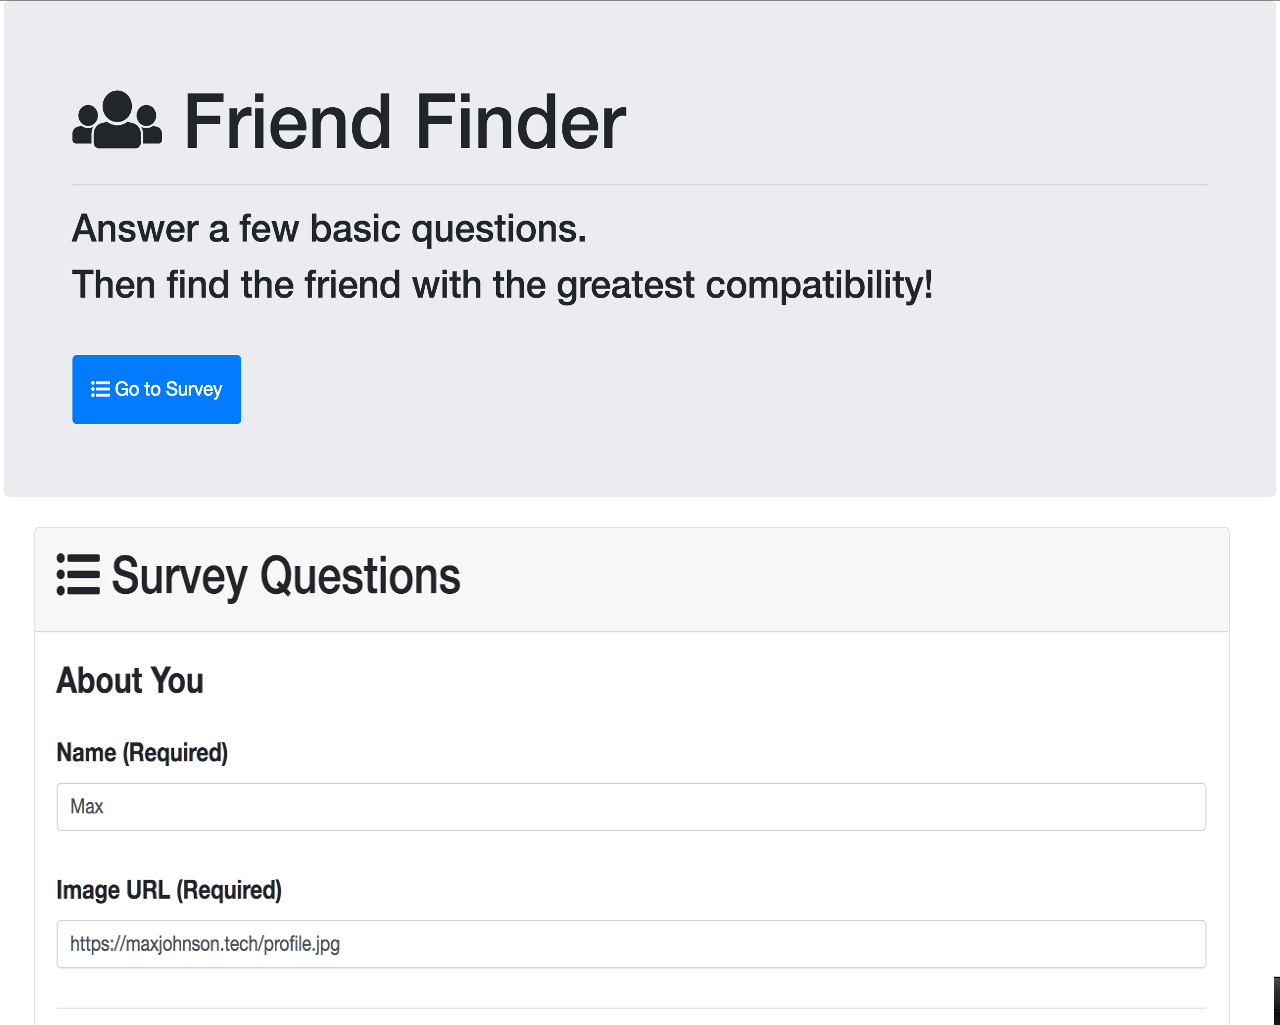 Friend Finder
Answer a few basic questions.
Then find the friend with the greatest compatibility!
Go to Survey
Survey Questions
About You
Name (Required)
Max
Image URL (Required)
https://maxjohnson.tech/profile.jpg